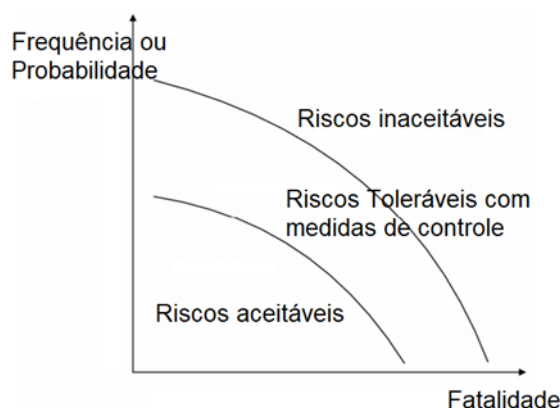 Frequência ou
Probabilidade
Riscos inaceitáveis
Riscos Toleráveis com
medidas de controle
Riscos aceitáveis
Fatalidade